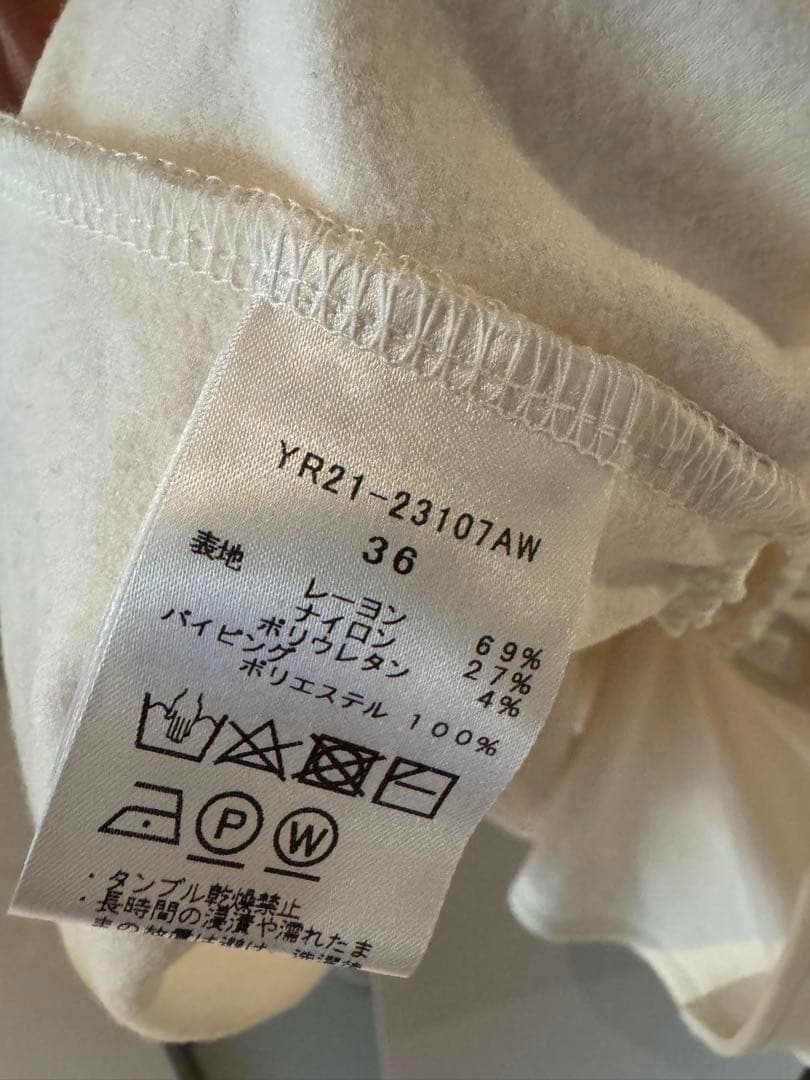 YR21-23107AW
36
表地
レーヨン 69%
ナイロン 27%
ポリウレタン 4%
パイピング
ポリエステル 100%
P W
・タンブル乾燥禁止
・長時間の浸漬や濡れたま